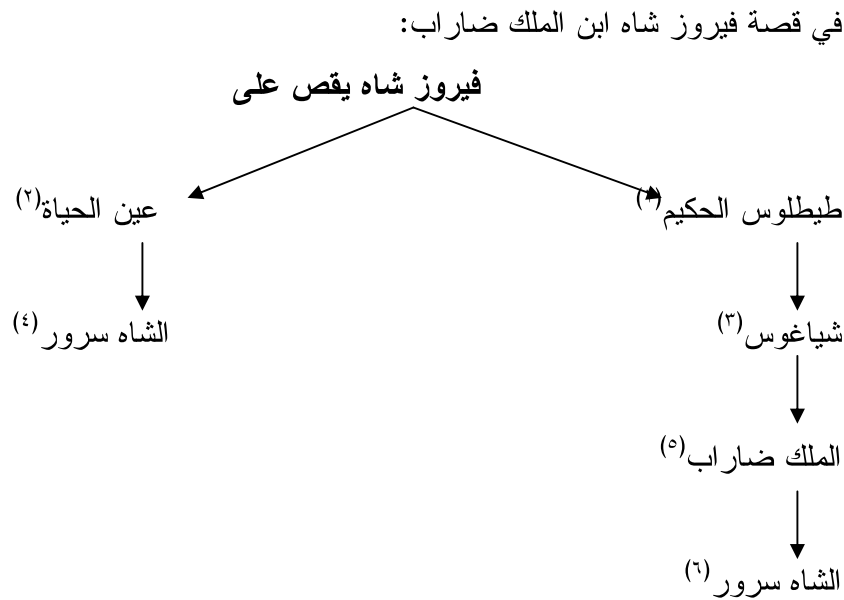 في قصة فيروز شاه ابن الملك ضاراب:
فيروز شاه يقص على
طيطلوس الحكيم(١) عين الحياة(٢)
شياغوس(٣) الشاه سرور(٤)
الملك ضاراب(٥)
الشاه سرور(٦)